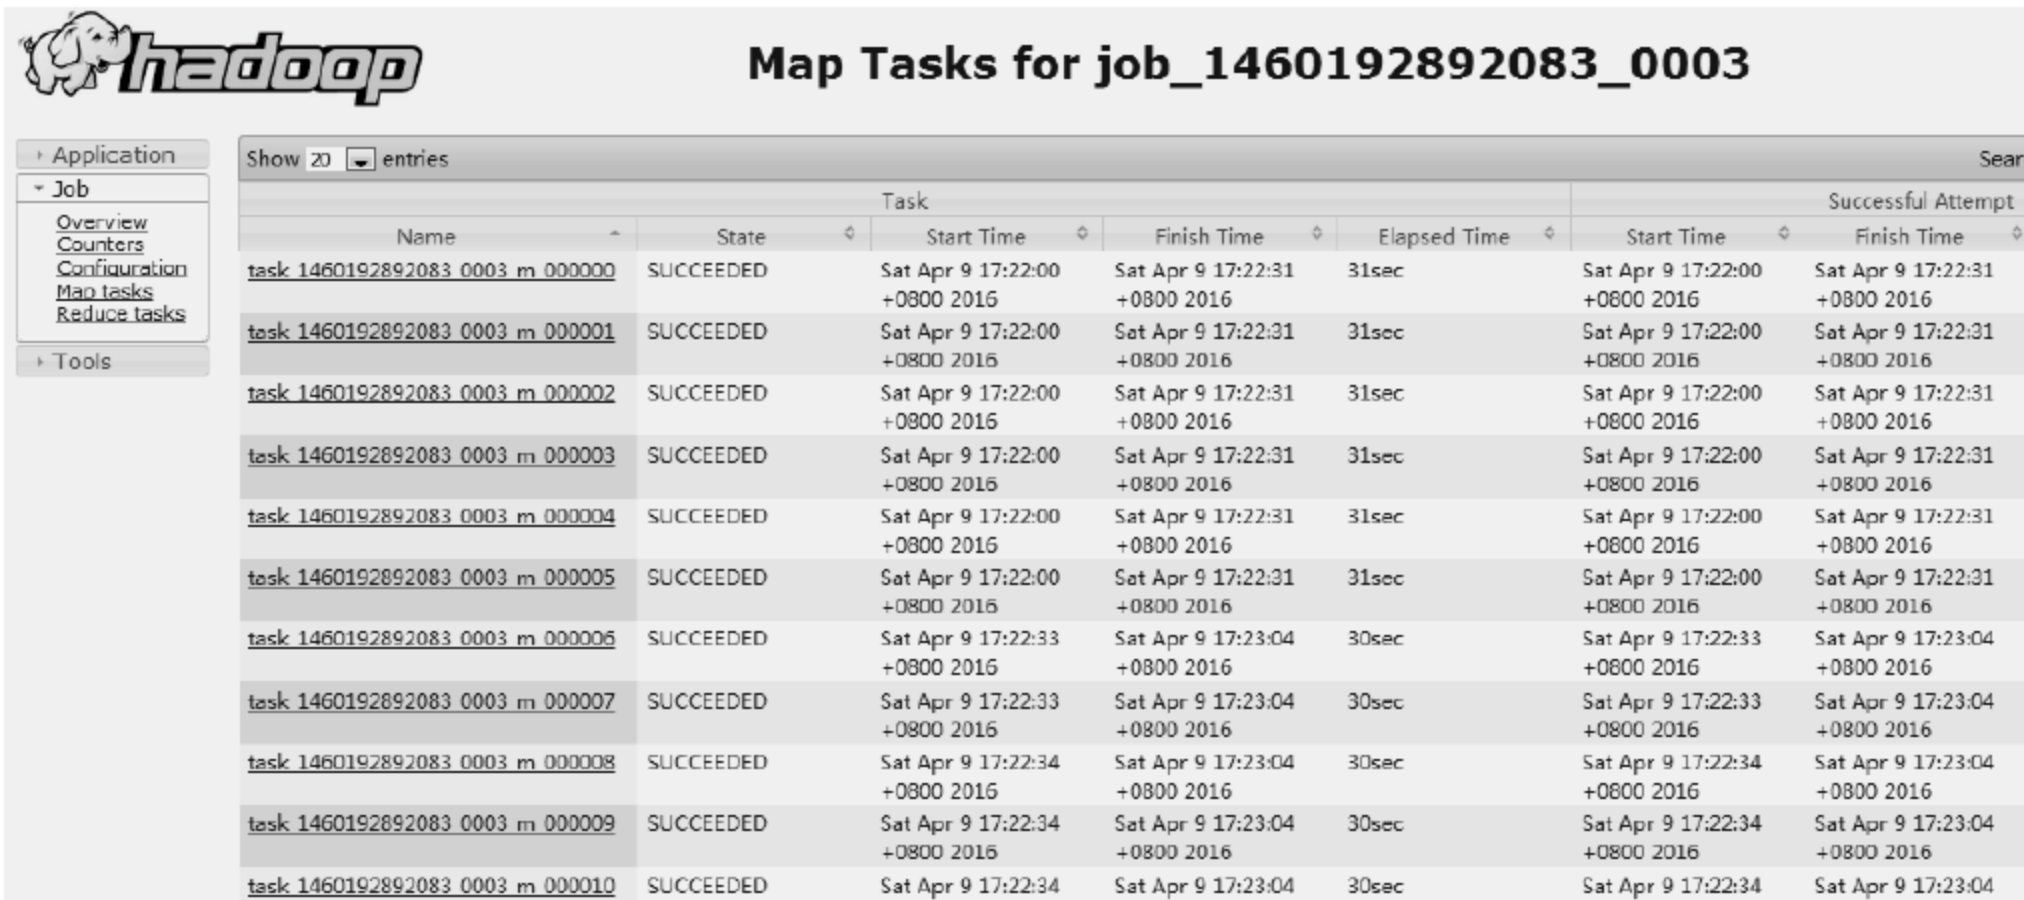 hadoop
Map Tasks for job_1460192892083_0003
Application
Job
Overview
Counters
Configuration
Map tasks
Reduce tasks
Tools
Show 20 entries
Task Successful Attempt
Name State Start Time Finish Time Elapsed Time Start Time Finish Time
task 1460192892083 0003 m 000000 SUCCEEDED Sat Apr 9 17:22:00 Sat Apr 9 17:22:31 31sec Sat Apr 9 17:22:00 Sat Apr 9 17:22:31
+0800 2016 +0800 2016 +0800 2016 +0800 2016
task 1460192892083 0003 m 000001 SUCCEEDED Sat Apr 9 17:22:00 Sat Apr 9 17:22:31 31sec Sat Apr 9 17:22:00 Sat Apr 9 17:22:31
+0800 2016 +0800 2016 +0800 2016 +0800 2016
task 1460192892083 0003 m 000002 SUCCEEDED Sat Apr 9 17:22:00 Sat Apr 9 17:22:31 31sec Sat Apr 9 17:22:00 Sat Apr 9 17:22:31
+0800 2016 +0800 2016 +0800 2016 +0800 2016
task 1460192892083 0003 m 000003 SUCCEEDED Sat Apr 9 17:22:00 Sat Apr 9 17:22:31 31sec Sat Apr 9 17:22:00 Sat Apr 9 17:22:31
+0800 2016 +0800 2016 +0800 2016 +0800 2016
task 1460192892083 0003 m 000004 SUCCEEDED Sat Apr 9 17:22:00 Sat Apr 9 17:22:31 31sec Sat Apr 9 17:22:00 Sat Apr 9 17:22:31
+0800 2016 +0800 2016 +0800 2016 +0800 2016
task 1460192892083 0003 m 000005 SUCCEEDED Sat Apr 9 17:22:00 Sat Apr 9 17:22:31 31sec Sat Apr 9 17:22:00 Sat Apr 9 17:22:31
+0800 2016 +0800 2016 +0800 2016 +0800 2016
task 1460192892083 0003 m 000006 SUCCEEDED Sat Apr 9 17:22:33 Sat Apr 9 17:23:04 30sec Sat Apr 9 17:22:33 Sat Apr 9 17:23:04
+0800 2016 +0800 2016 +0800 2016 +0800 2016
task 1460192892083 0003 m 000007 SUCCEEDED Sat Apr 9 17:22:33 Sat Apr 9 17:23:04 30sec Sat Apr 9 17:22:33 Sat Apr 9 17:23:04
+0800 2016 +0800 2016 +0800 2016 +0800 2016
task 1460192892083 0003 m 000008 SUCCEEDED Sat Apr 9 17:22:34 Sat Apr 9 17:23:04 30sec Sat Apr 9 17:22:34 Sat Apr 9 17:23:04
+0800 2016 +0800 2016 +0800 2016 +0800 2016
task 1460192892083 0003 m 000009 SUCCEEDED Sat Apr 9 17:22:34 Sat Apr 9 17:23:04 30sec Sat Apr 9 17:22:34 Sat Apr 9 17:23:04
+0800 2016 +0800 2016 +0800 2016 +0800 2016
task 1460192892083 0003 m 000010 SUCCEEDED Sat Apr 9 17:22:34 Sat Apr 9 17:23:04 30sec Sat Apr 9 17:22:34 Sat Apr 9 17:23:04